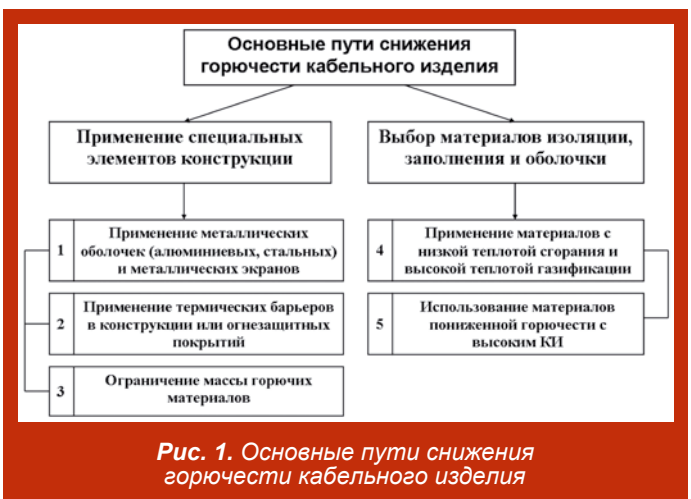 Основные пути снижения
горючести кабельного изделия
Применение специальных
элементов конструкции
1
Применение металлических
оболочек (алюминиевых, стальных)
и металлических экранов
2
Применение термических барьеров
в конструкции или огнезащитных
покрытий
3
Ограничение массы горючих
материалов
Выбор материалов изоляции,
заполнения и оболочки
4
Применение материалов с
низкой теплотой сгорания и
высокой теплотой газификации
5
Использование материалов
пониженной горючести с
высоким КИ
Рис. 1. Основные пути снижения
горючести кабельного изделия